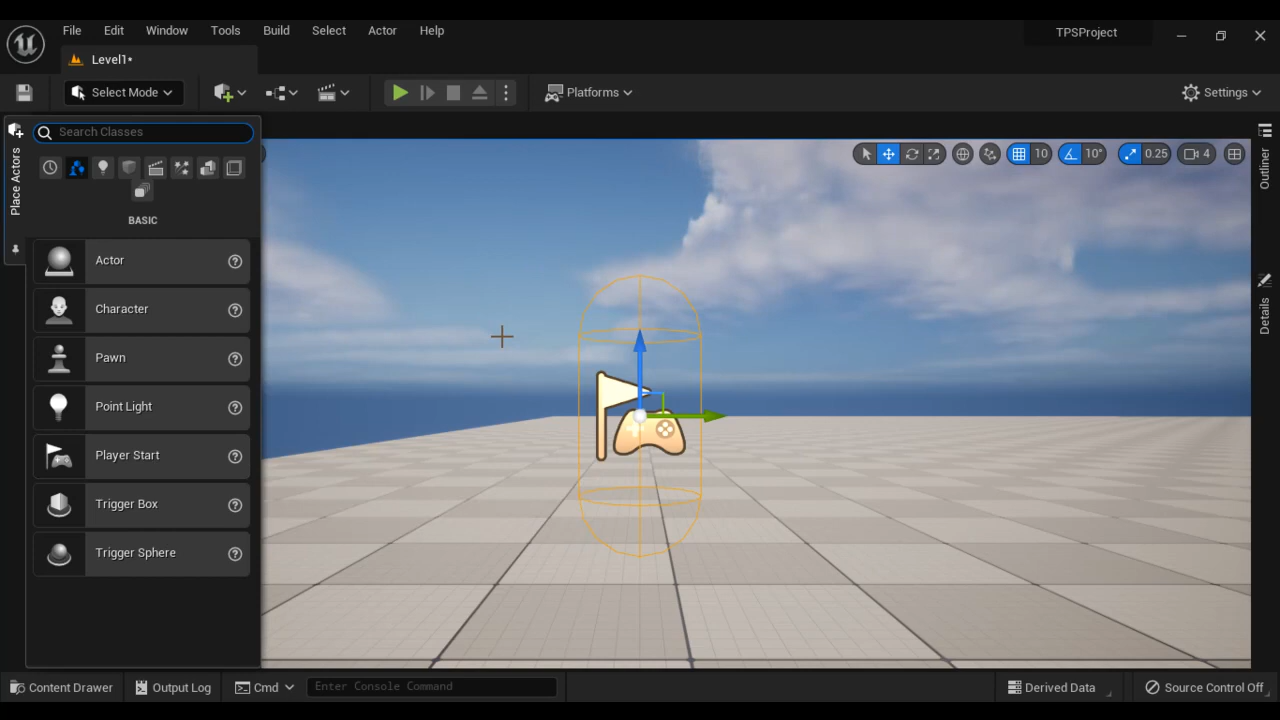 File Edit Window Tools Build Select Actor Help
TPSProject
Level1*
Select Mode
Platforms
Settings
Place Actors
Search Classes
BASIC
Actor
Character
Pawn
Point Light
Player Start
Trigger Box
Trigger Sphere
10 10° 0.25 4
Outliner
Details
Content Drawer Output Log Cmd Enter Console Command Derived Data Source Control Off